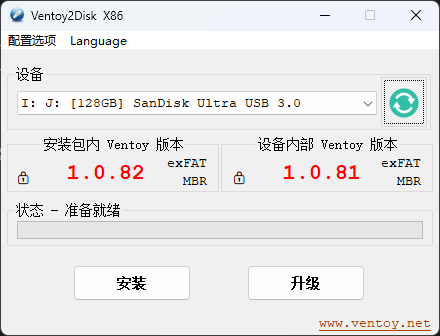 Ventoy2Disk X86
配置选项 Language
设备
I: J: [128GB] SanDisk Ultra USB 3.0
安装包内 Ventoy 版本
1.0.82
exFAT
MBR
设备内部 Ventoy 版本
1.0.81
exFAT
MBR
状态 - 准备就绪
安装
升级
www.ventoy.net